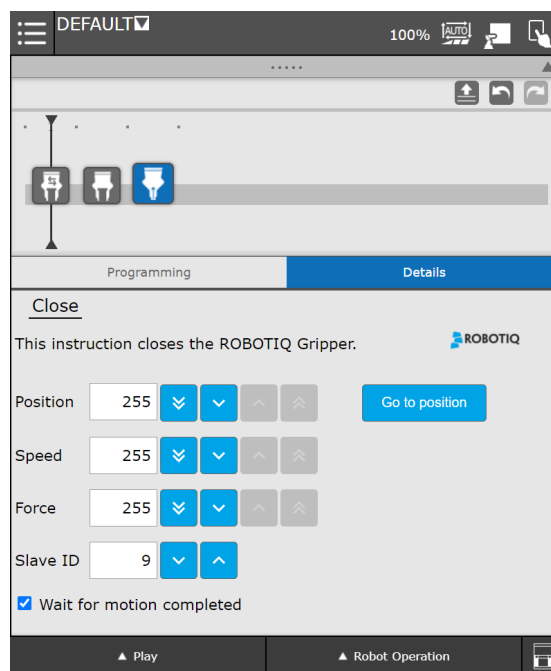 DEFAULT
100% AUTO
Programming Details
Close
This instruction closes the ROBOTIQ Gripper. ROBOTIQ
Position 255 Go to position
Speed 255
Force 255
Slave ID 9
Wait for motion completed
▲ Play ▲ Robot Operation